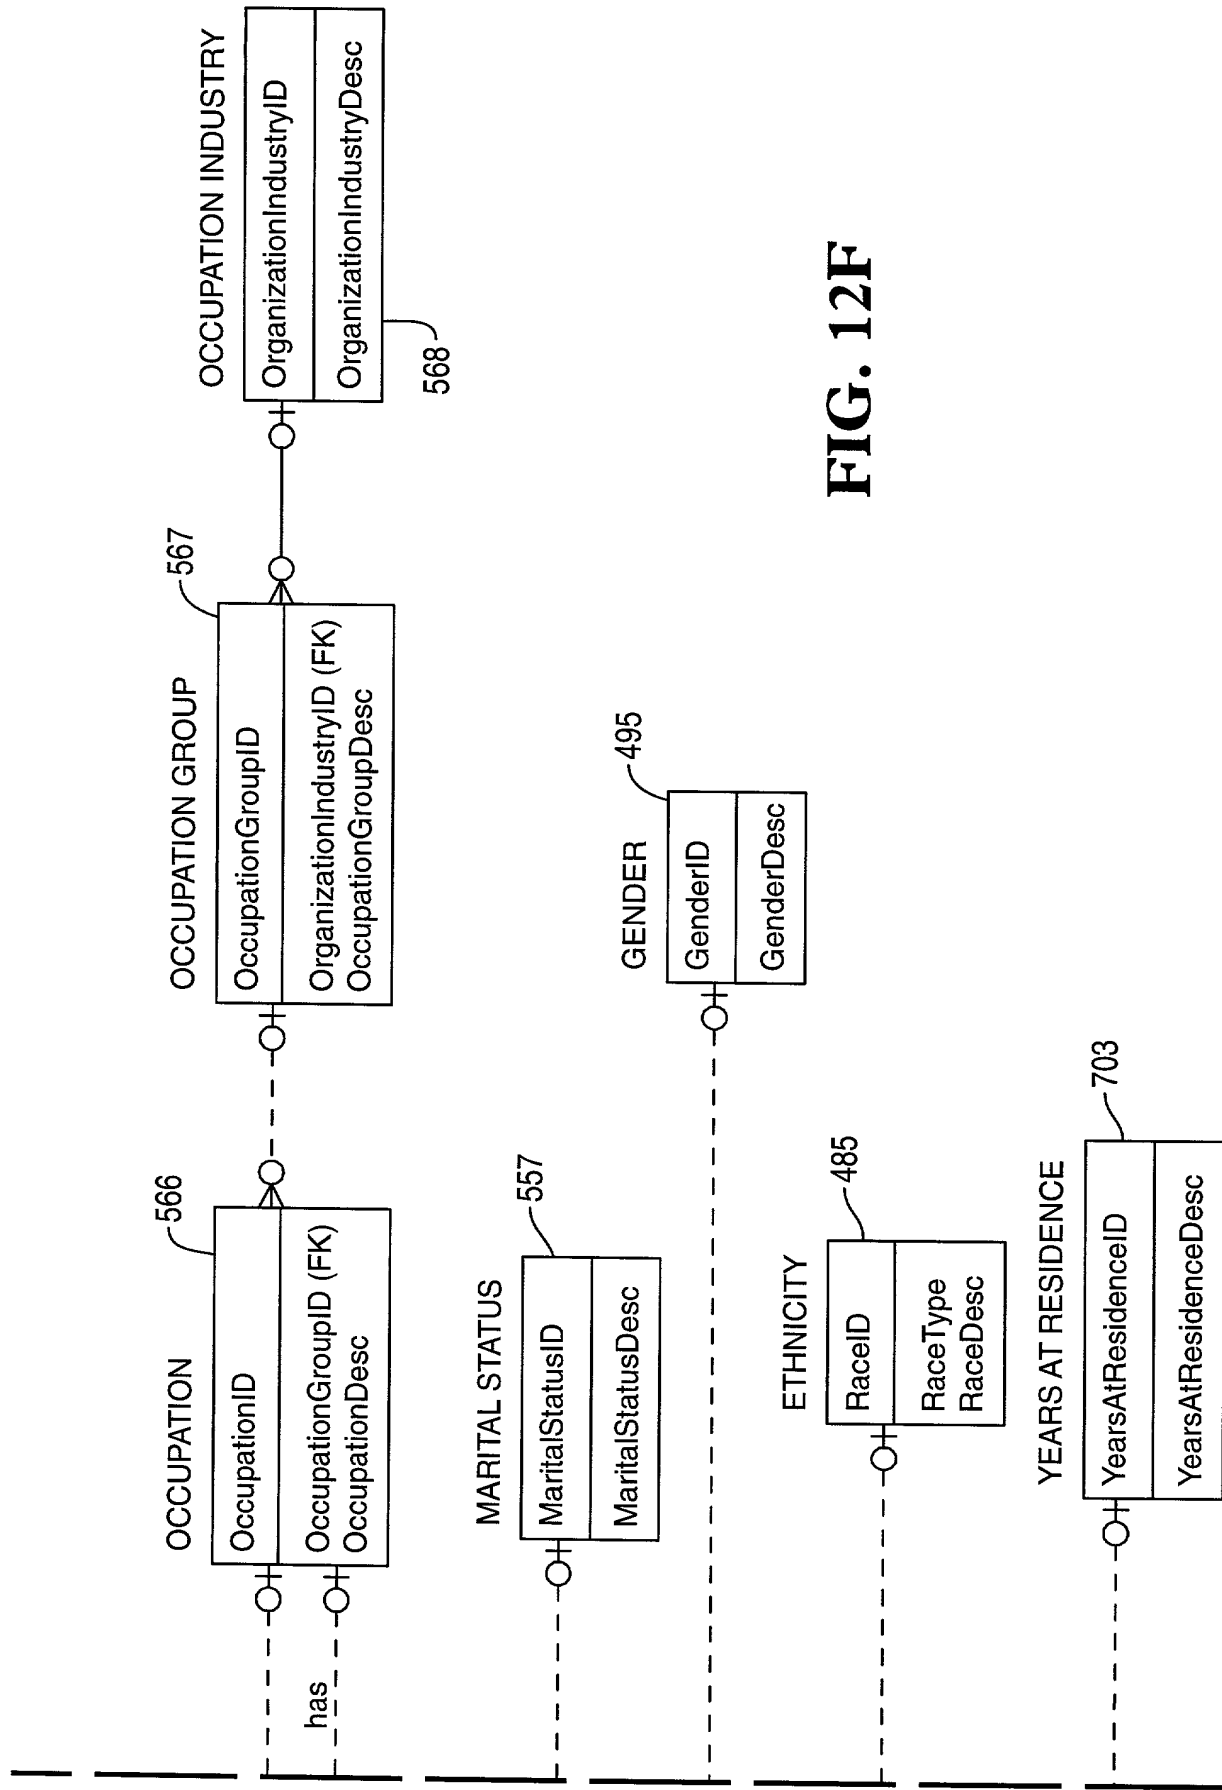 OCCUPATION
566
OccupationID
OccupationGroupID (FK)
OccupationDesc
has
OCCUPATION GROUP
567
OccupationGroupID
OrganizationIndustryID (FK)
OccupationGroupDesc
OCCUPATION INDUSTRY
OrganizationIndustryID
OrganizationIndustryDesc
568
MARITAL STATUS
557
MaritalStatusID
MaritalStatusDesc
GENDER
495
GenderID
GenderDesc
ETHNICITY
485
RaceID
RaceType
RaceDesc
YEARS AT RESIDENCE
703
YearsAtResidenceID
YearsAtResidenceDesc
FIG. 12F